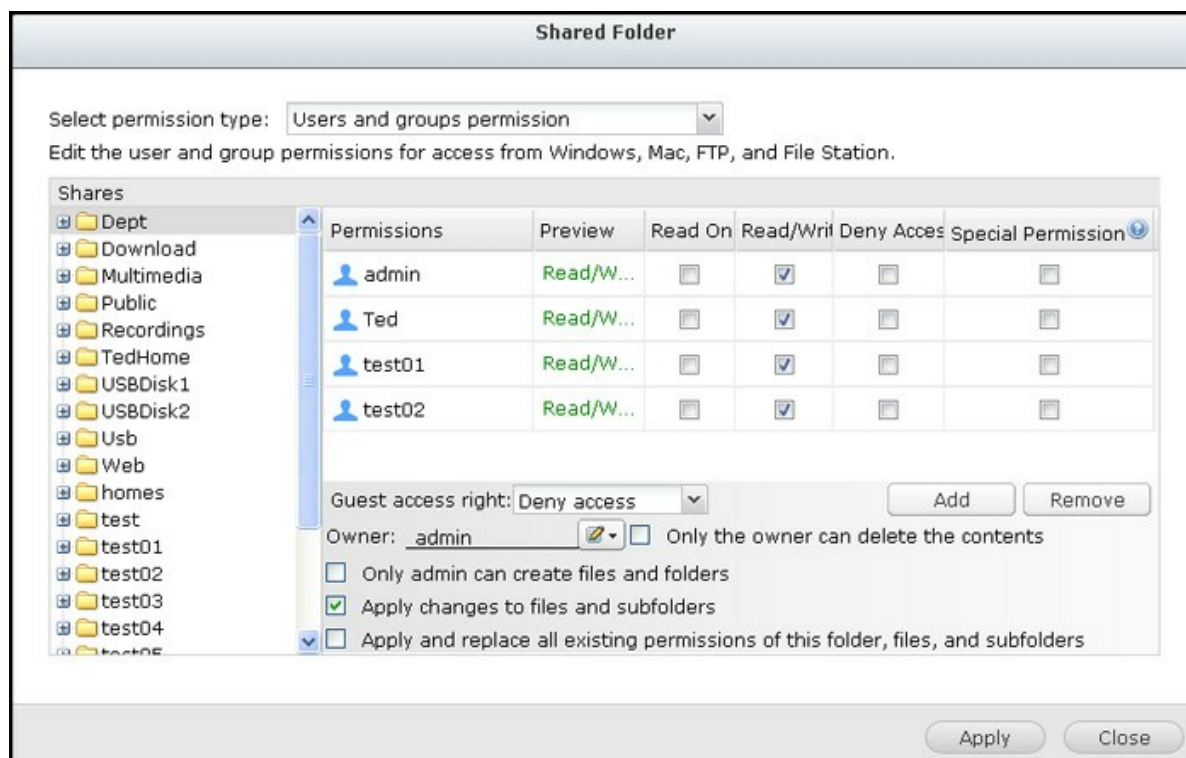 Shared Folder
Select permission type: Users and groups permission
Edit the user and group permissions for access from Windows, Mac, FTP, and File Station.
Shares
Dept
Download
Multimedia
Public
Recordings
TedHome
USBDisk1
USBDisk2
Usb
Web
homes
test
test01
test02
test03
test04
Permissions Preview Read On Read/Writ Deny Acces Special Permission
admin Read/W...
Ted Read/W...
test01 Read/W...
test02 Read/W...
Guest access right: Deny access Add Remove
Owner: admin Only the owner can delete the contents
Only admin can create files and folders
Apply changes to files and subfolders
Apply and replace all existing permissions of this folder, files, and subfolders
Apply Close